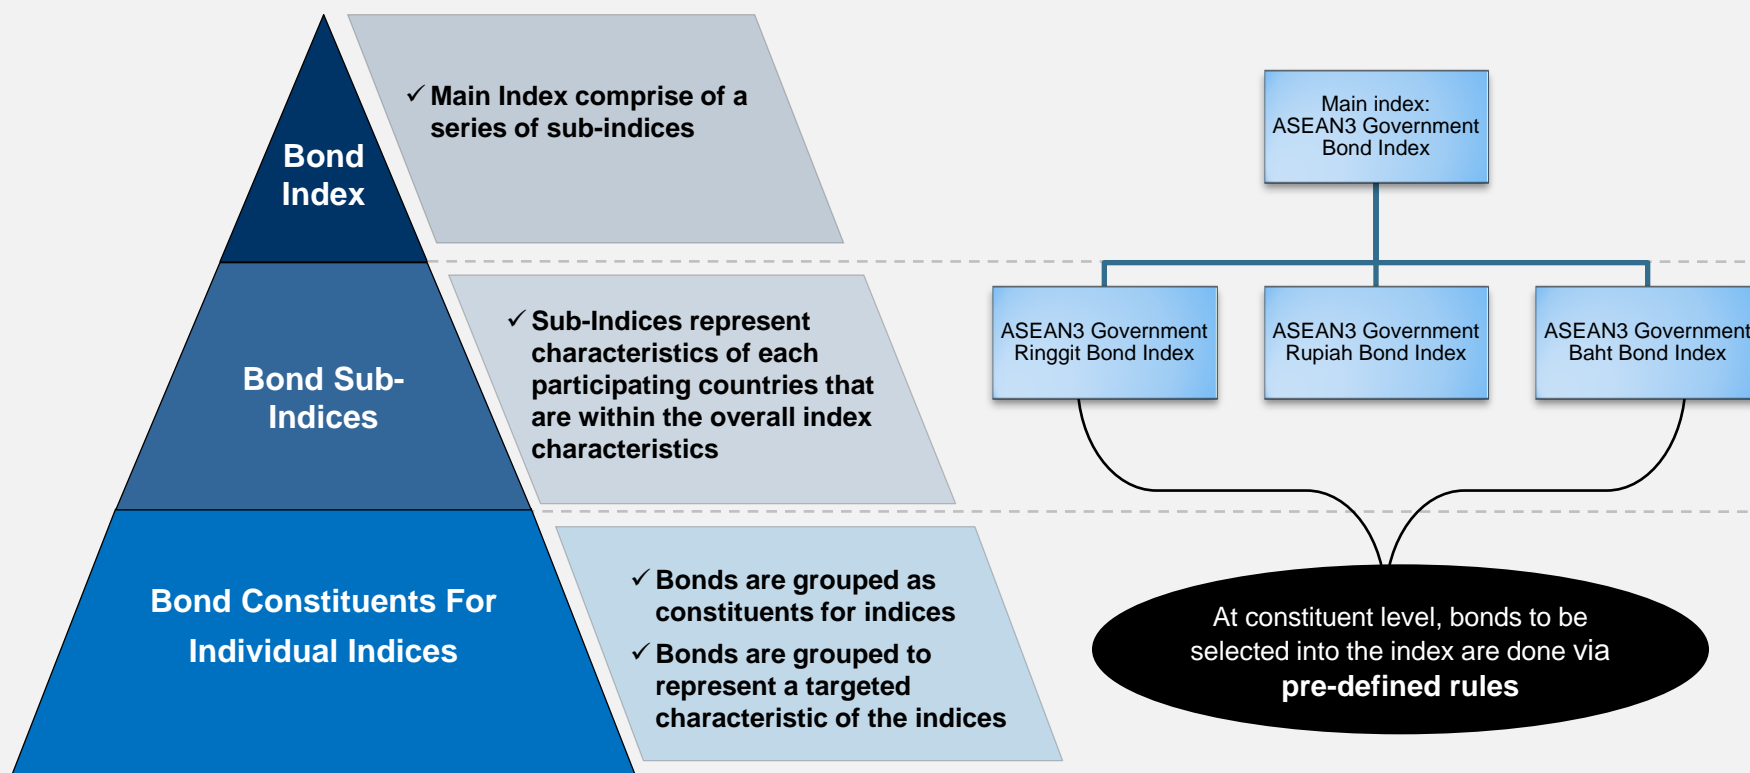 Bond
Index
✓ Main Index comprise of a
series of sub-indices
Main index:
ASEAN3 Government
Bond Index
Bond Sub-
Indices
✓ Sub-Indices represent
characteristics of each
participating countries that
are within the overall index
characteristics
ASEAN3 Government
Ringgit Bond Index
ASEAN3 Government
Rupiah Bond Index
ASEAN3 Government
Baht Bond Index
Bond Constituents For
Individual Indices
✓ Bonds are grouped as
constituents for indices
✓ Bonds are grouped to
represent a targeted
characteristic of the indices
At constituent level, bonds to be
selected into the index are done via
pre-defined rules